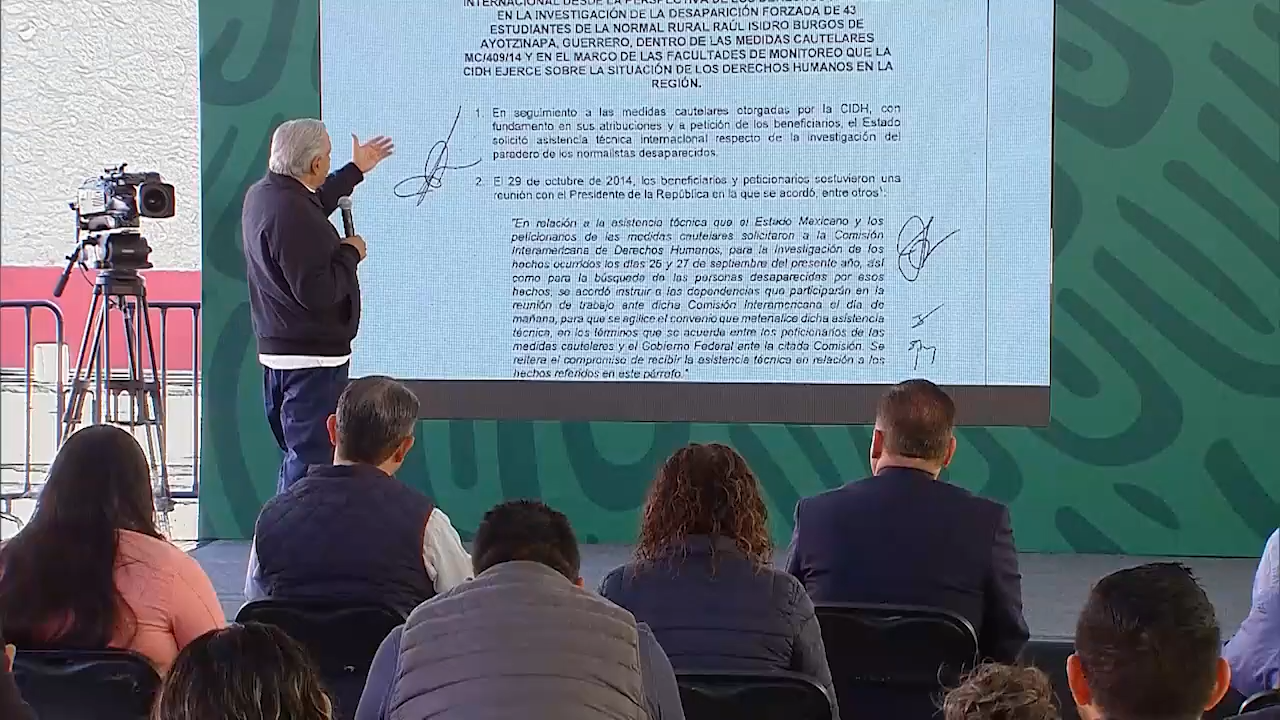 INTERNACIONAL DESDE LA PERSPECTIVA DE LOS
EN LA INVESTIGACIÓN DE LA DESAPARICIÓN FORZADA DE 43
ESTUDIANTES DE LA NORMAL RURAL RAÚL ISIDRO BURGOS DE
AYOTZINAPA, GUERRERO, DENTRO DE LAS MEDIDAS CAUTELARES
MC/409/14 Y EN EL MARCO DE LAS FACULTADES DE MONITOREO QUE LA
CIDH EJERCE SOBRE LA SITUACIÓN DE LOS DERECHOS HUMANOS EN LA
REGIÓN.
1. En seguimiento a las medidas cautelares otorgadas por la CIDH, con
fundamento en sus atribuciones y a petición de los beneficiarios, el Estado
solicitó asistencia técnica internacional respecto de la investigación del
paradero de los normalistas desaparecidos.
2. El 29 de octubre de 2014, los beneficiarios y peticionarios sostuvieron una
reunión con el Presidente de la República en la que se acordó, entre otros¹:
"En relación a la asistencia técnica que el Estado Mexicano y los
peticionarios de las medidas cautelares solicitaron a la Comisión
Interamericana de Derechos Humanos, para la investigación de los
hechos ocurridos los días 26 y 27 de septiembre del presente año, así
como para la búsqueda de las personas desaparecidas por esos
hechos, se acordó instruir a las dependencias que participarán en la
reunión de trabajo ante dicha Comisión Interamericana el día de
mañana, para que se agilice el convenio que materialice dicha asistencia
técnica, en los términos que se acuerde entre los peticionarios de las
medidas cautelares y el Gobierno Federal ante la citada Comisión. Se
reitera el compromiso de recibir la asistencia técnica en relación a los
hechos referidos en este párrafo."